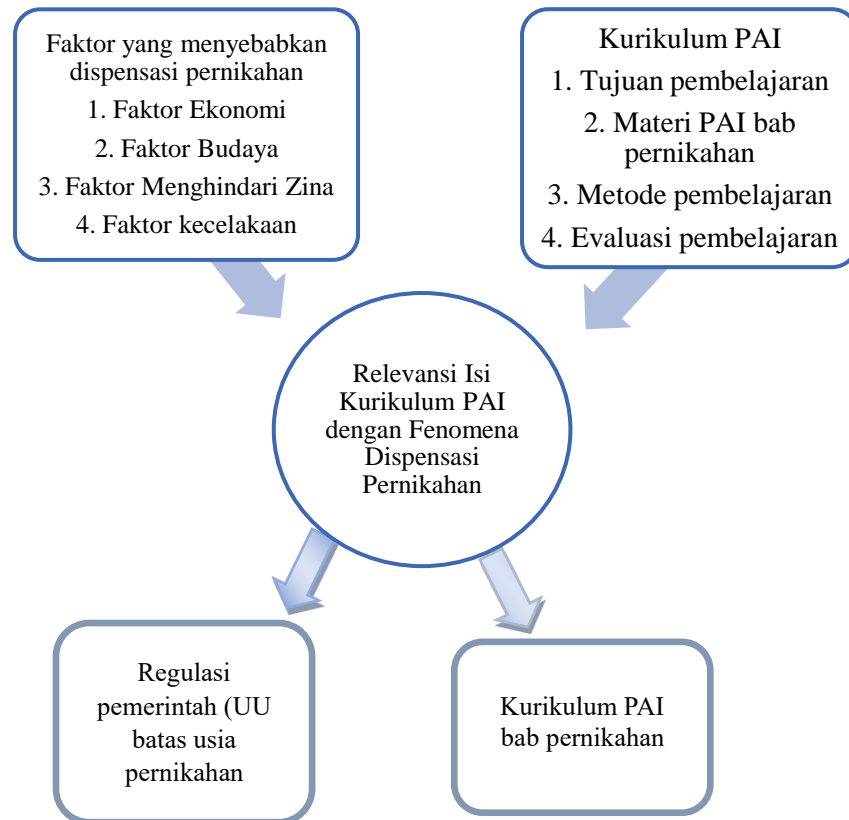 Faktor yang menyebabkan
dispensasi pernikahan
1. Faktor Ekonomi
2. Faktor Budaya
3. Faktor Menghindari Zina
4. Faktor kecelakaan
Kurikulum PAI
1. Tujuan pembelajaran
2. Materi PAI bab
pernikahan
3. Metode pembelajaran
4. Evaluasi pembelajaran
Relevansi Isi
Kurikulum PAI
dengan Fenomena
Dispensasi
Pernikahan
Regulasi
pemerintah (UU
batas usia
pernikahan
Kurikulum PAI
bab pernikahan